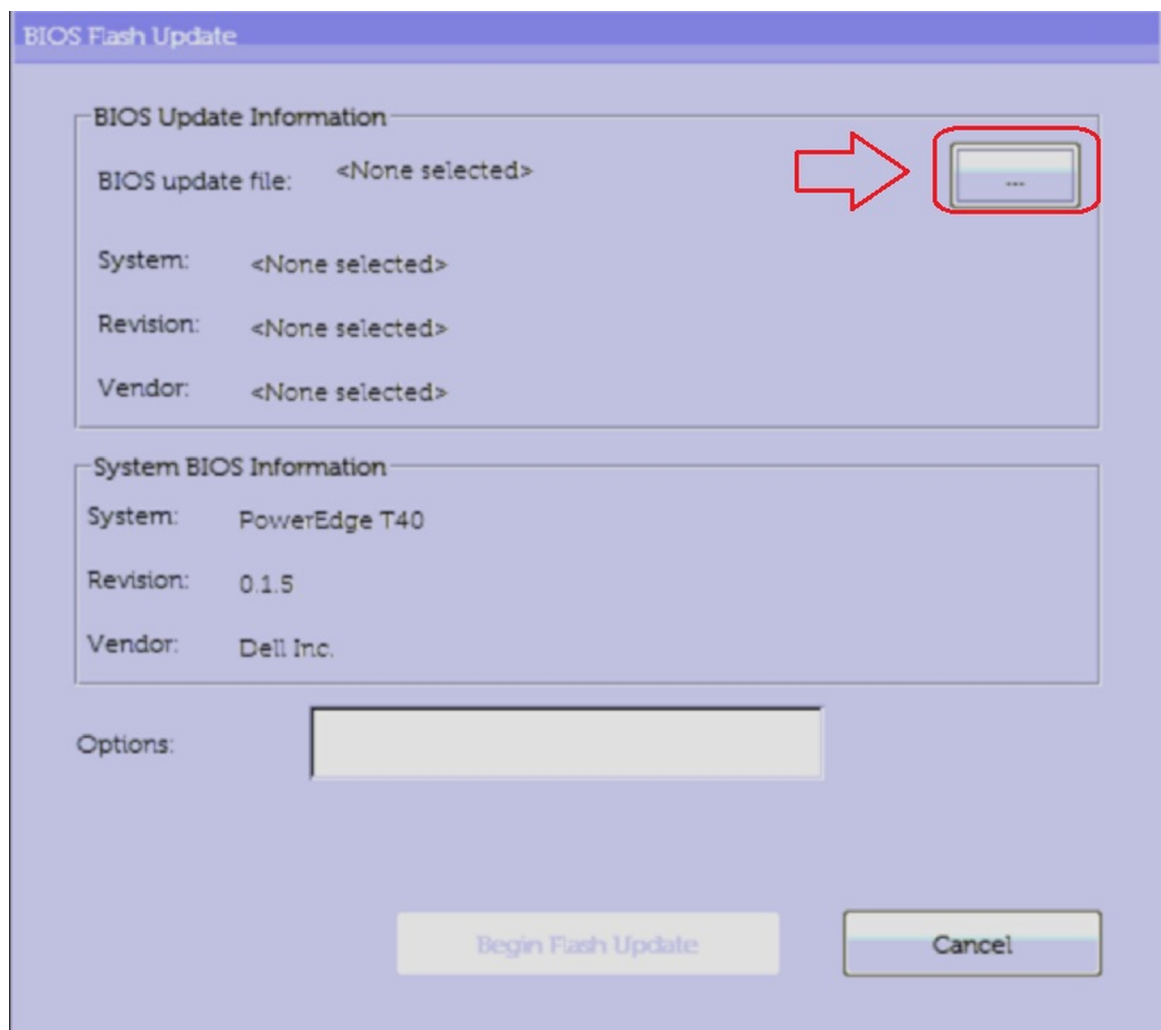 BIOS Flash Update
BIOS Update Information
BIOS update file: <None selected>
...
System: <None selected>
Revision: <None selected>
Vendor: <None selected>
System BIOS Information
System: PowerEdge T40
Revision: 0.1.5
Vendor: Dell Inc.
Options:
Begin Flash Update
Cancel